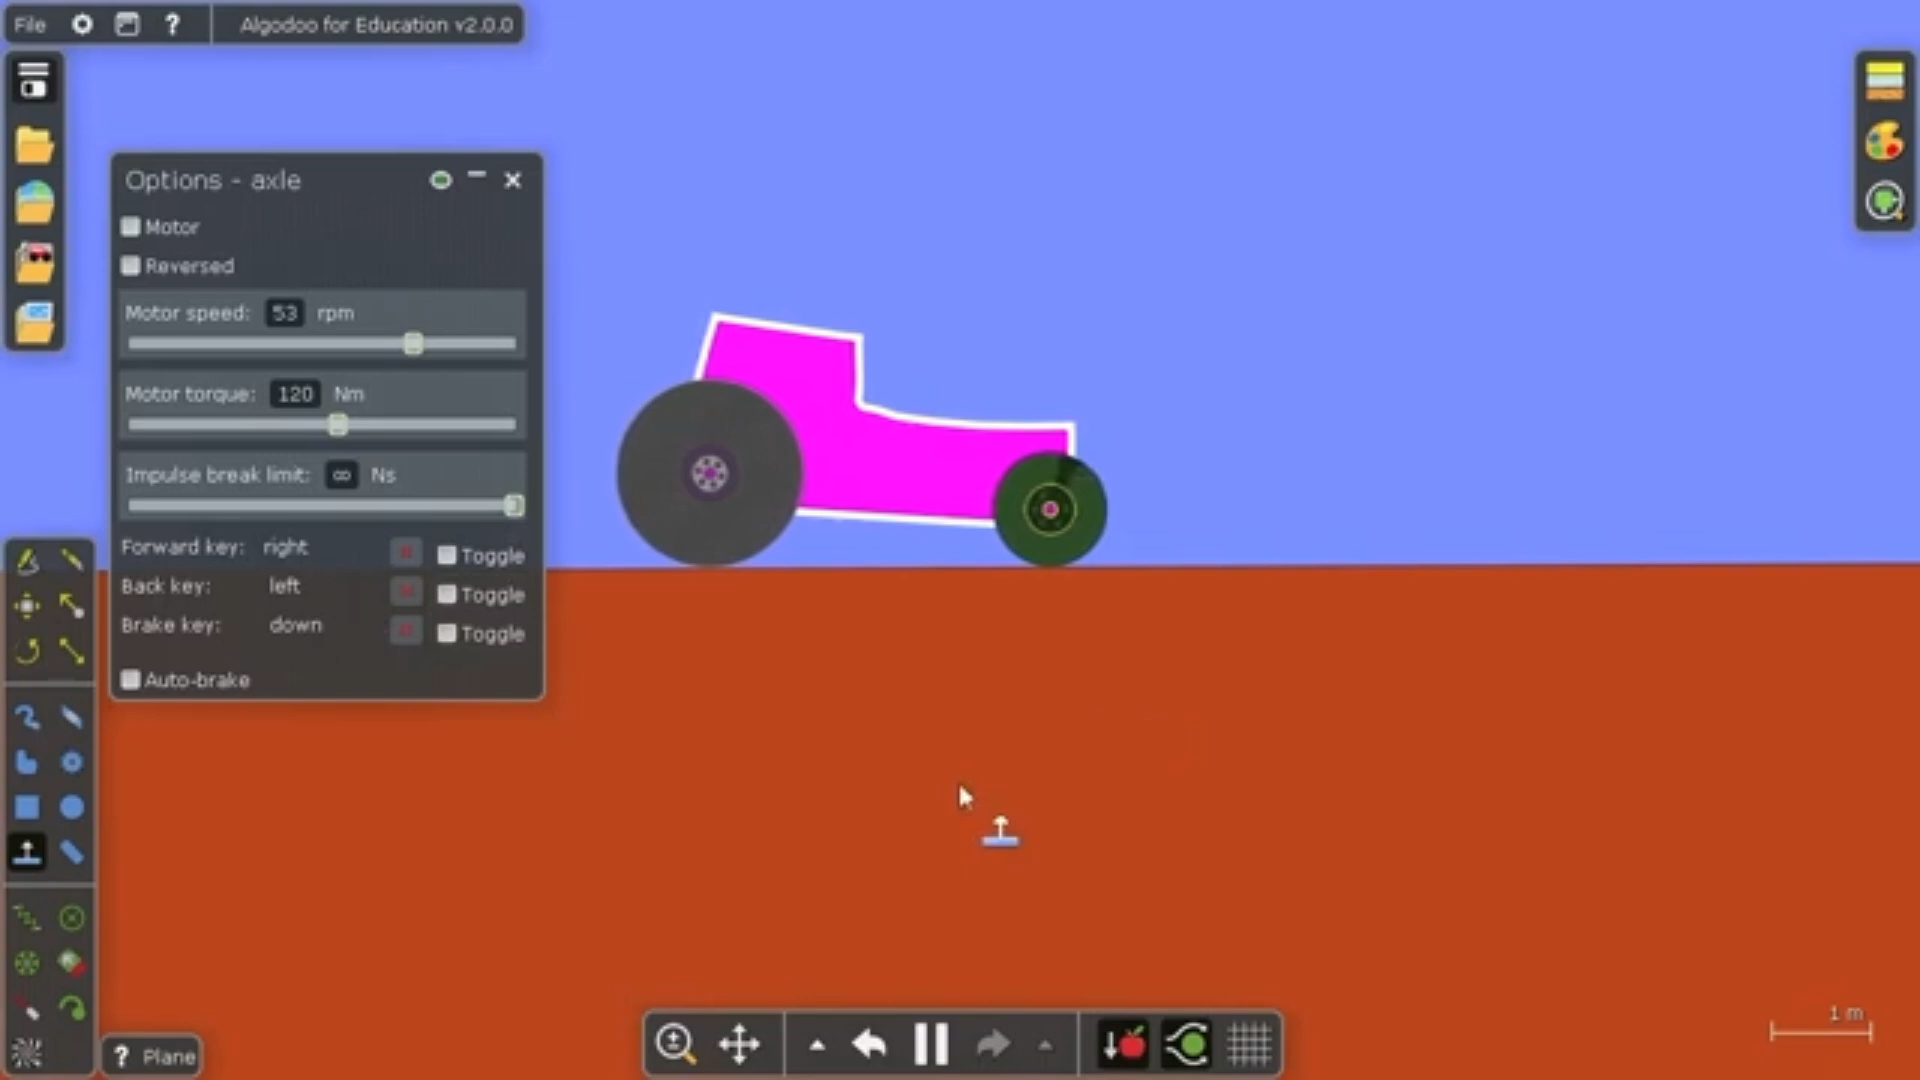 File ? Algodoo for Education v2.0.0
Options - axle
Motor
Reversed
Motor speed: 53 rpm
Motor torque: 120 Nm
Impulse break limit: ∞ Ns
Forward key: right Toggle
Back key: left Toggle
Brake key: down Toggle
Auto-brake
1 m
? Plane